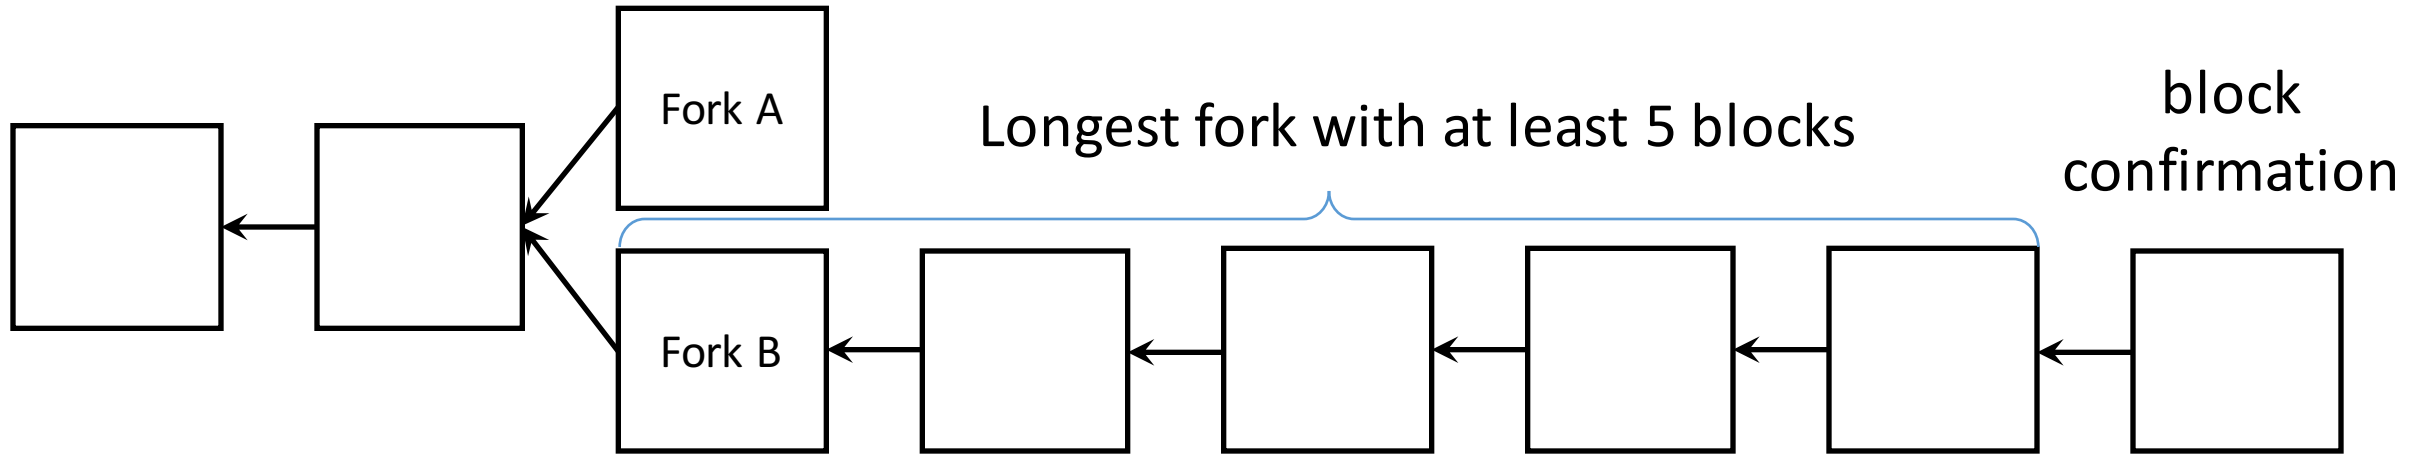 Fork A
Longest fork with at least 5 blocks
block
confirmation
Fork B